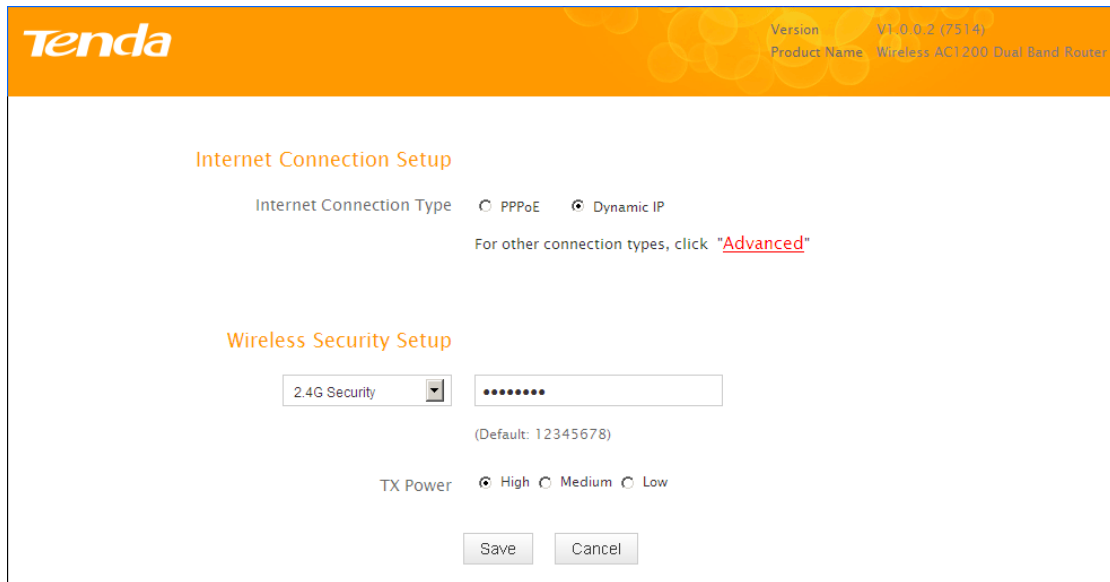 Tenda
Version V1.0.0.2 (7514)
Product Name Wireless AC1200 Dual Band Router
Internet Connection Setup
Internet Connection Type PPPoE Dynamic IP
For other connection types, click "Advanced"
Wireless Security Setup
2.4G Security ••••••••
(Default: 12345678)
TX Power High Medium Low
Save Cancel